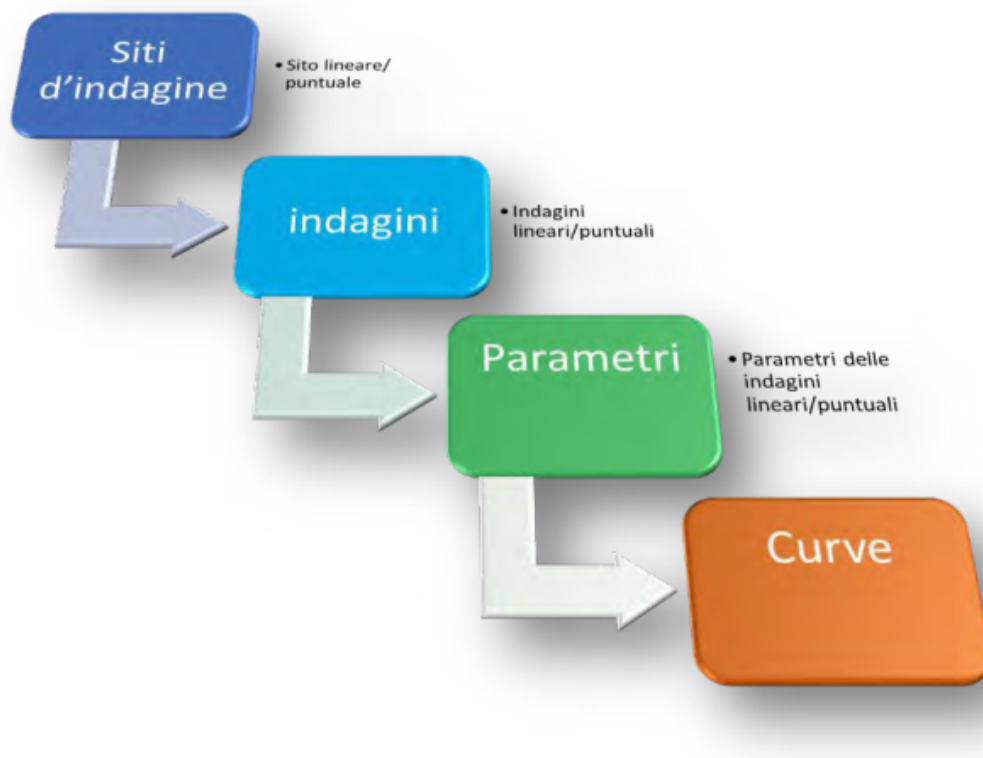 Siti
d'indagine
• Sito lineare/
puntuale
indagini
• Indagini
lineari/puntuali
Parametri
• Parametri delle
indagini
lineari/puntuali
Curve